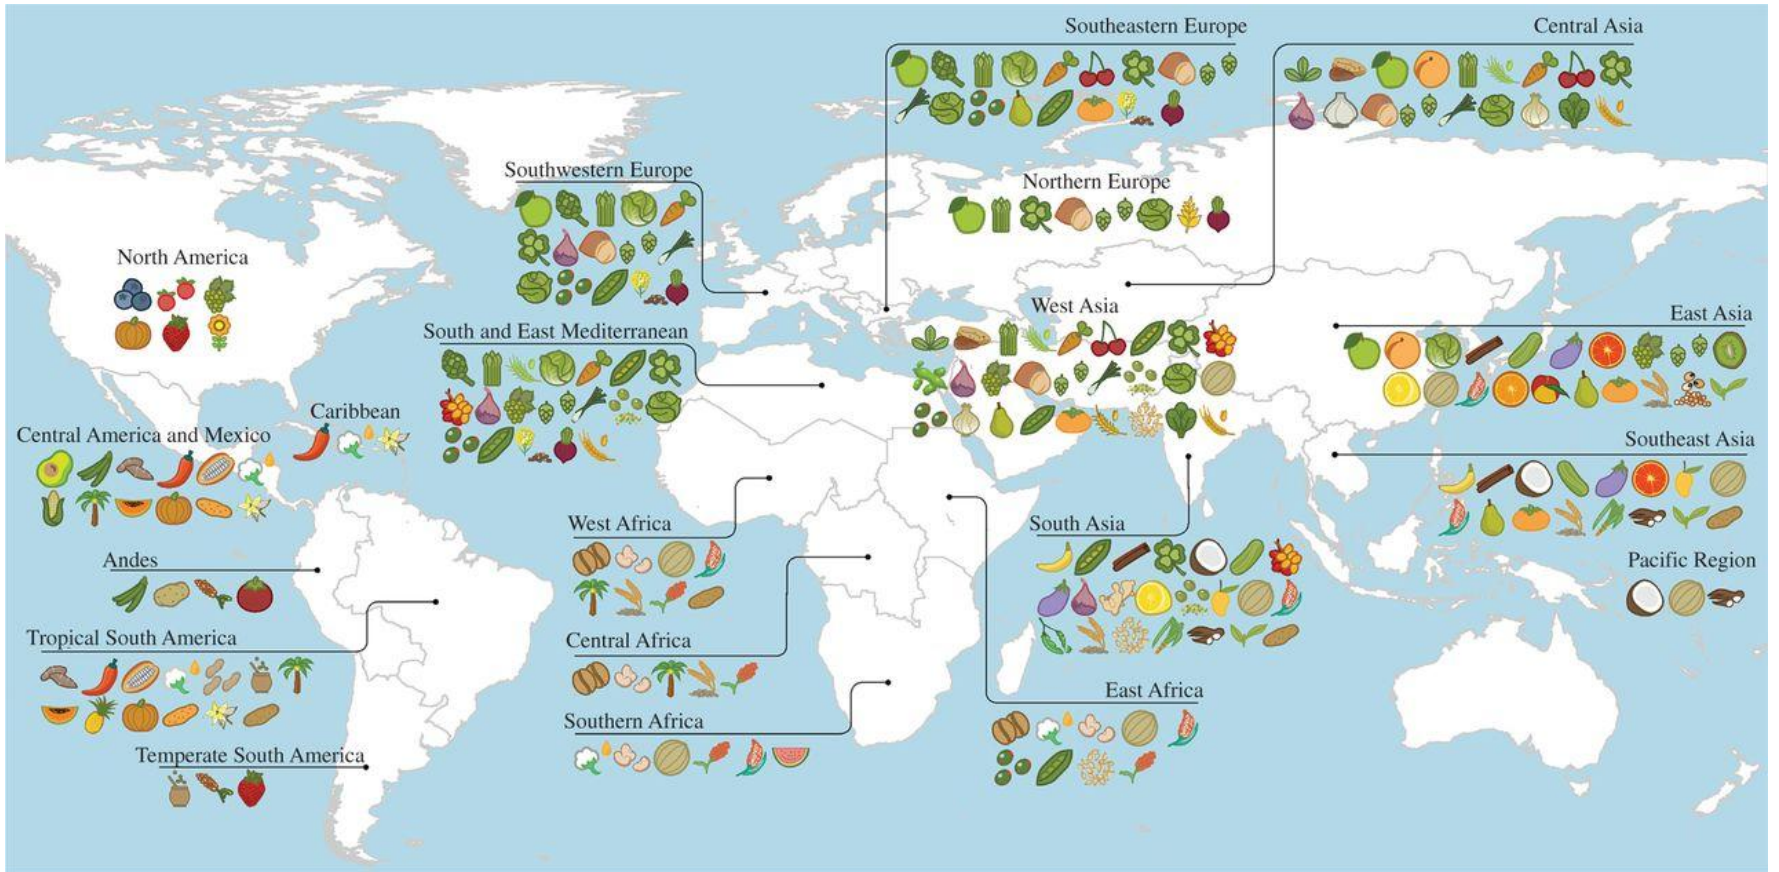 Southeastern Europe
Central Asia
Southwestern Europe
Northern Europe
North America
West Asia
East Asia
South and East Mediterranean
Caribbean
Central America and Mexico
Southeast Asia
West Africa
South Asia
Andes
Pacific Region
Tropical South America
Central Africa
East Africa
Southern Africa
Temperate South America